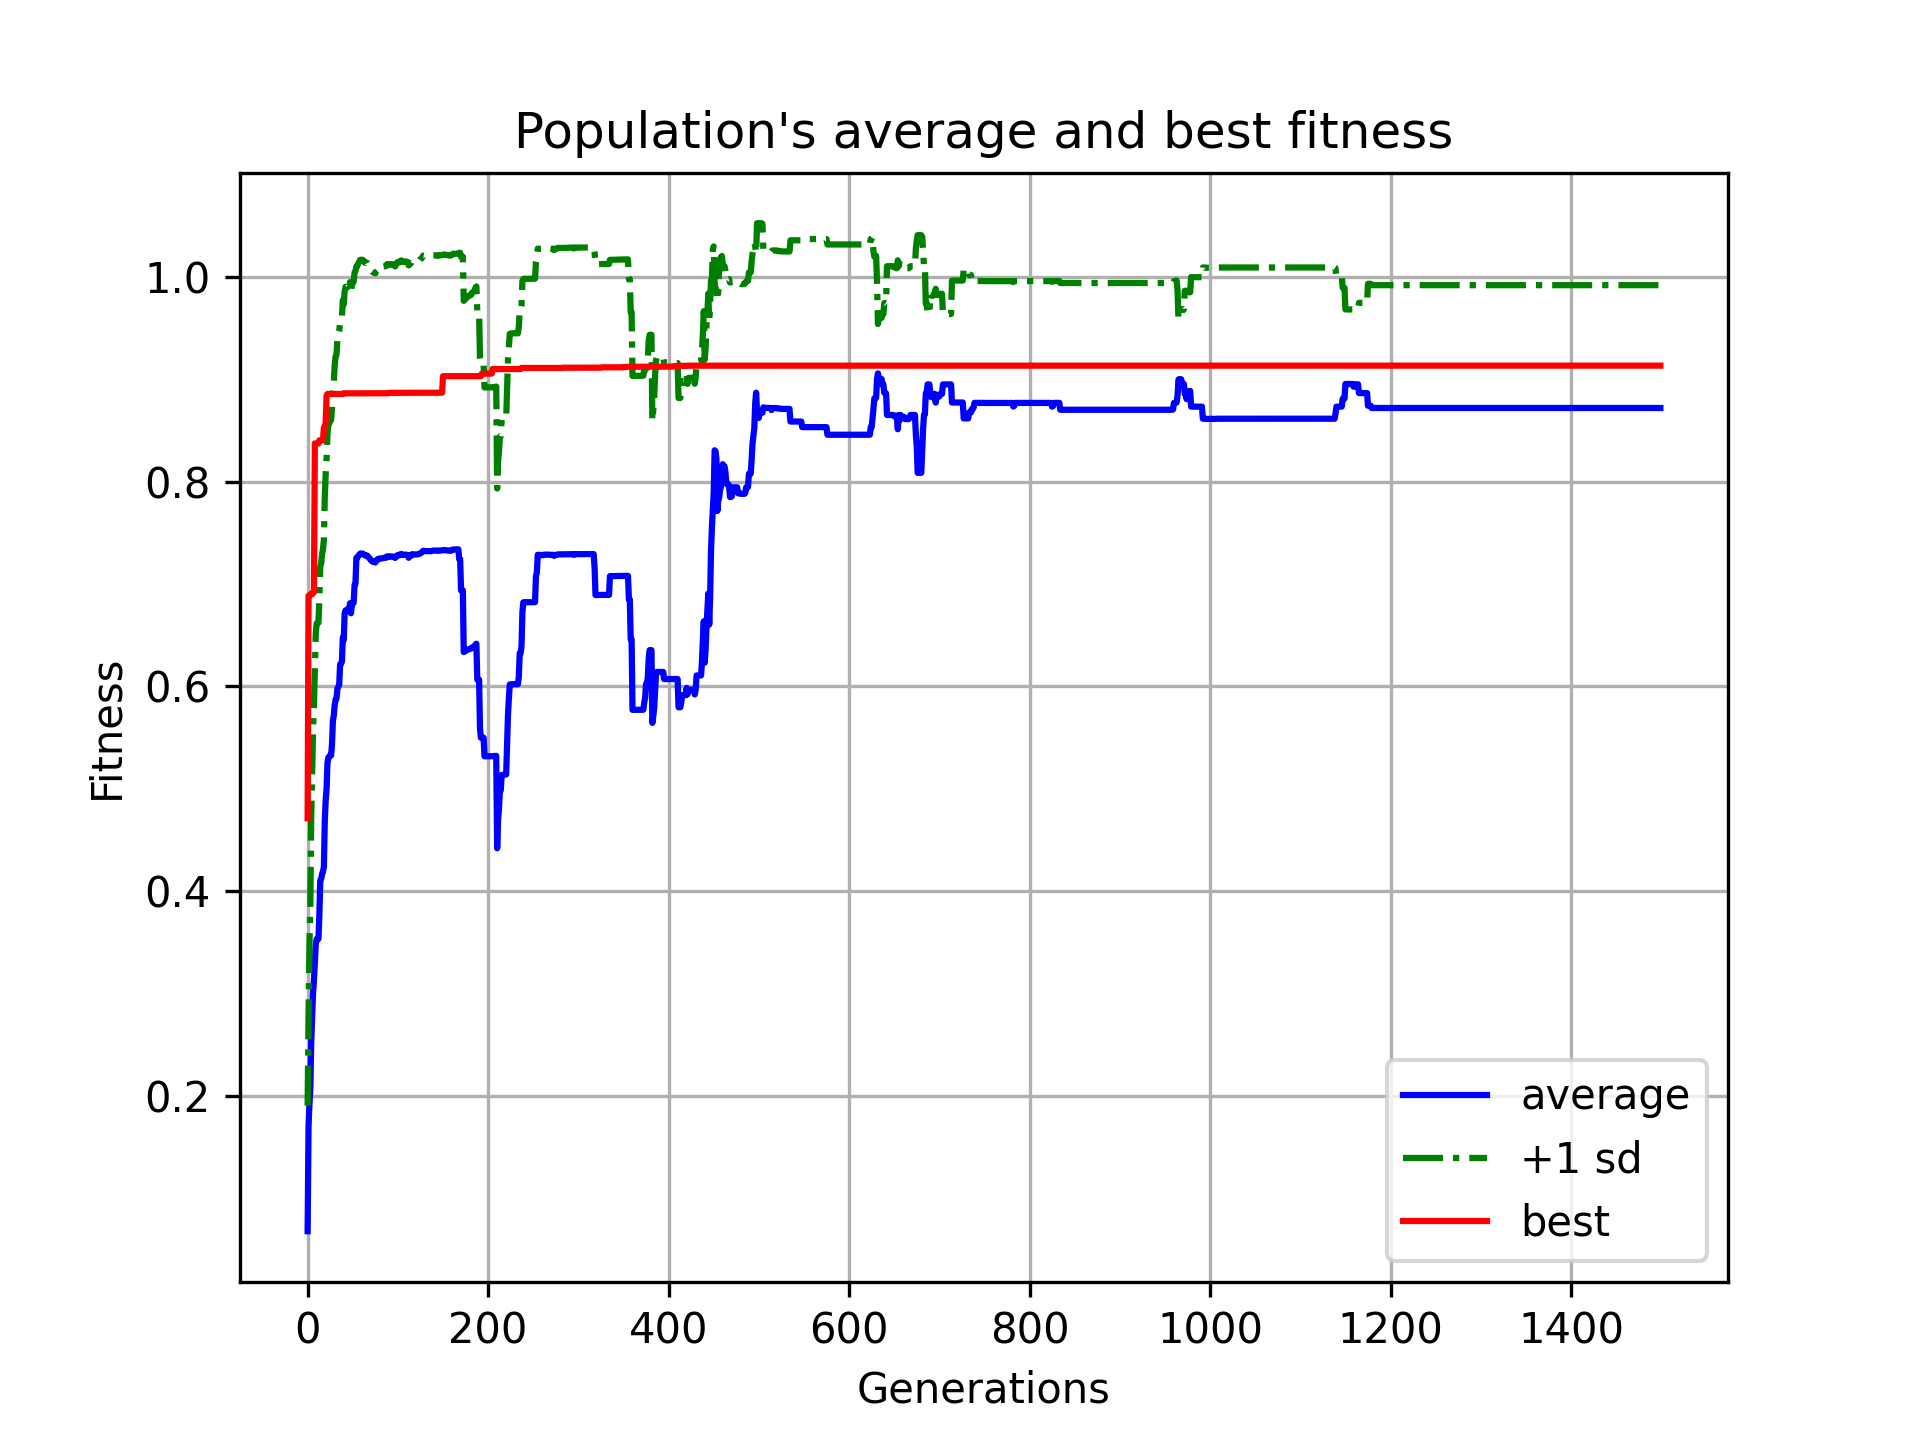 Population's average and best fitness
Fitness
1.0
0.8
0.6
0.4
0.2
average
+1 sd
best
0 200 400 600 800 1000 1200 1400
Generations